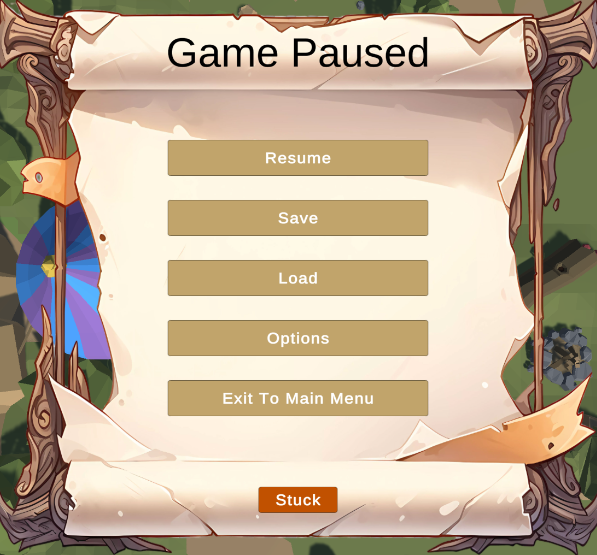 Game Paused
Resume
Save
Load
Options
Exit To Main Menu
Stuck